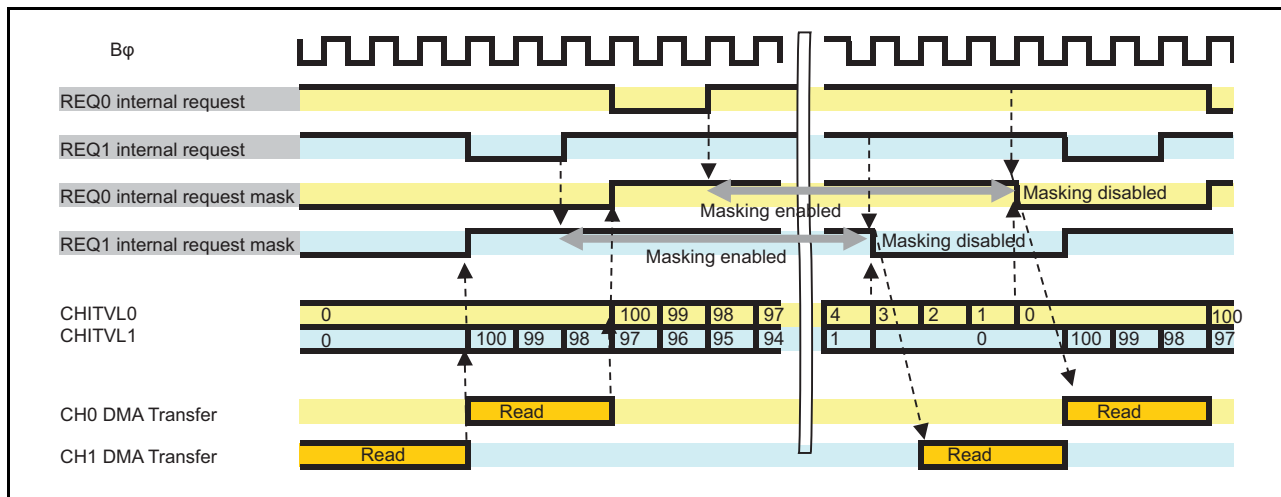 Bφ
REQ0 internal request
REQ1 internal request
REQ0 internal request mask
Masking enabled
Masking disabled
REQ1 internal request mask
Masking enabled
Masking disabled
CHITVL0
0 100 99 98 97 4 3 2 1 0 100
CHITVL1
0 100 99 98 97 96 95 94 1 0 100 99 98 97
CH0 DMA Transfer
Read Read
CH1 DMA Transfer
Read Read